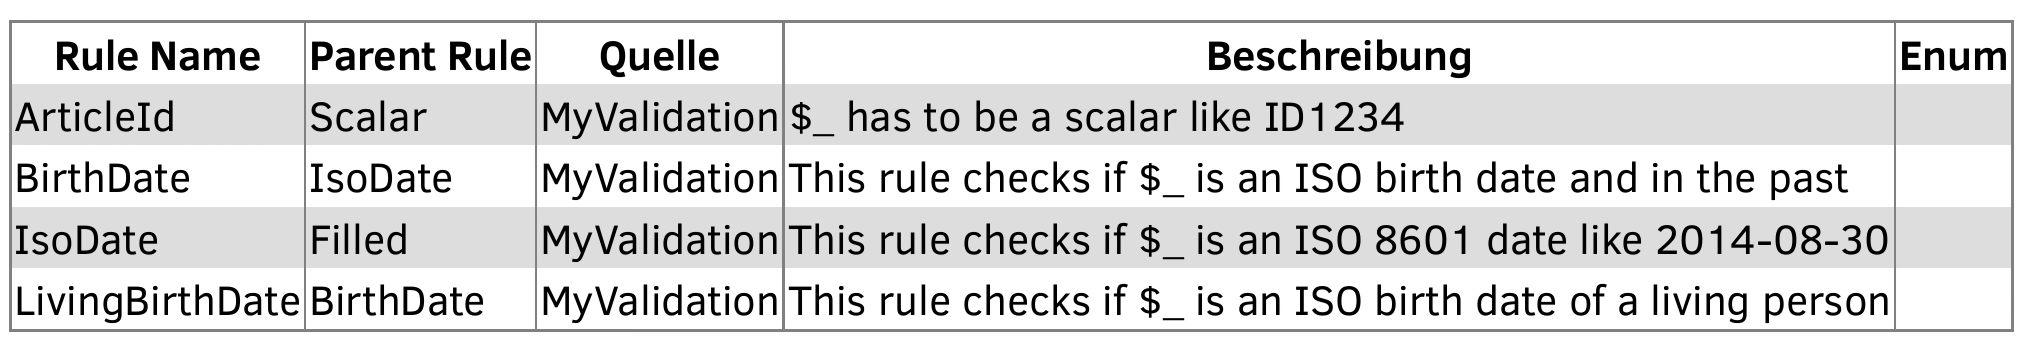 Rule Name Parent Rule Quelle Beschreibung Enum
ArticleId Scalar MyValidation $_ has to be a scalar like ID1234
BirthDate IsoDate MyValidation This rule checks if $_ is an ISO birth date and in the past
IsoDate Filled MyValidation This rule checks if $_ is an ISO 8601 date like 2014-08-30
LivingBirthDate BirthDate MyValidation This rule checks if $_ is an ISO birth date of a living person